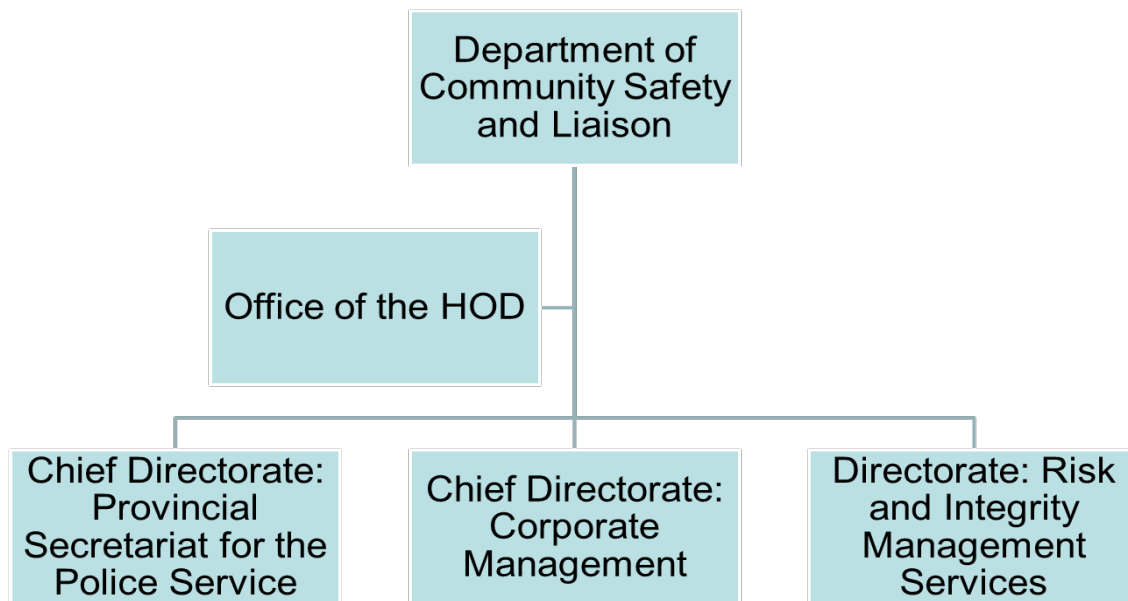 Department of
Community Safety
and Liaison
Office of the HOD
Chief Directorate:
Provincial
Secretariat for the
Police Service
Chief Directorate:
Corporate
Management
Directorate: Risk
and Integrity
Management
Services